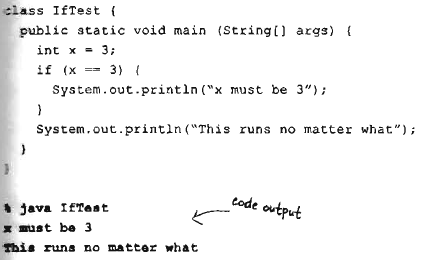 class IfTest {
public static void main (String[] args) {
int x = 3;
if (x == 3) {
System.out.println("x must be 3");
}
System.out.println("This runs no matter what");
}
}
% java IfTest
code output
x must be 3
This runs no matter what